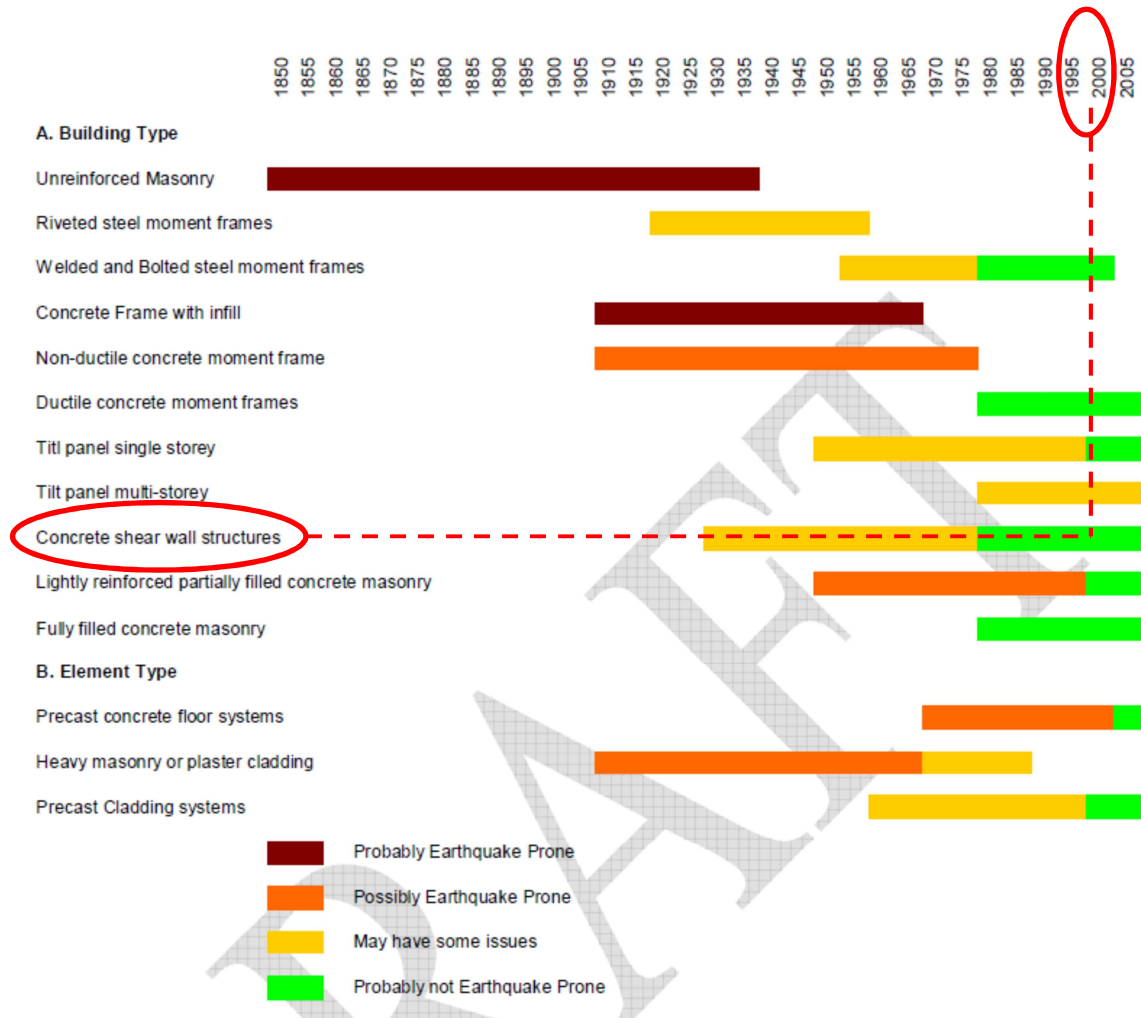 1850 1855 1860 1865 1870 1875 1880 1885 1890 1895 1900 1905 1910 1915 1920 1925 1930 1935 1940 1945 1950 1955 1960 1965 1970 1975 1980 1985 1990 1995 2000 2005
A. Building Type
Unreinforced Masonry
Riveted steel moment frames
Welded and Bolted steel moment frames
Concrete Frame with infill
Non-ductile concrete moment frame
Ductile concrete moment frames
Titl panel single storey
Tilt panel multi-storey
Concrete shear wall structures
Lightly reinforced partially filled concrete masonry
Fully filled concrete masonry
B. Element Type
Precast concrete floor systems
Heavy masonry or plaster cladding
Precast Cladding systems
Probably Earthquake Prone
Possibly Earthquake Prone
May have some issues
Probably not Earthquake Prone
RAFT